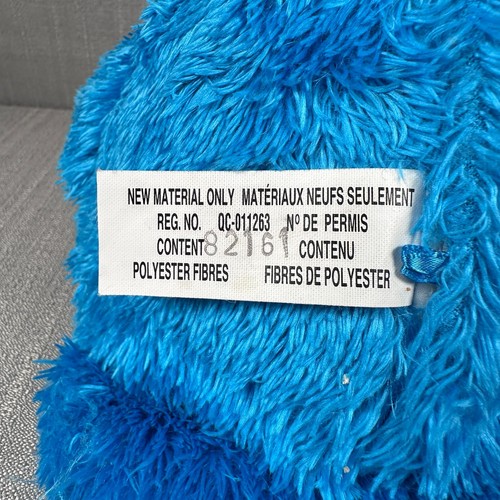 NEW MATERIAL ONLY MATÉRIAUX NEUFS SEULEMENT
REG. NO. QC-011263 Nº DE PERMIS
CONTENT 82161 CONTENU
POLYESTER FIBRES FIBRES DE POLYESTER